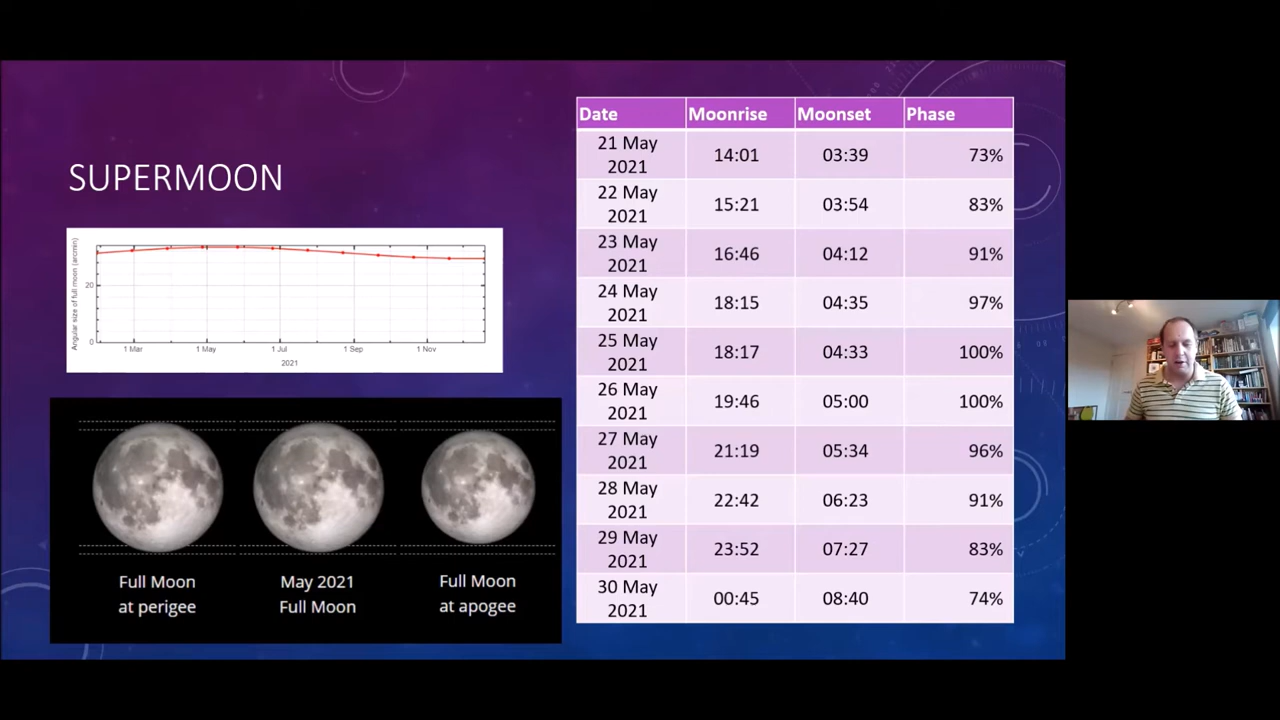 SUPERMOON
Angular size of full moon (arcmin)
20
0
1 Mar 1 May 1 Jul 1 Sep 1 Nov
2021
Full Moon
at perigee
May 2021
Full Moon
Full Moon
at apogee
Date Moonrise Moonset Phase
21 May
2021 14:01 03:39 73%
22 May
2021 15:21 03:54 83%
23 May
2021 16:46 04:12 91%
24 May
2021 18:15 04:35 97%
25 May
2021 18:17 04:33 100%
26 May
2021 19:46 05:00 100%
27 May
2021 21:19 05:34 96%
28 May
2021 22:42 06:23 91%
29 May
2021 23:52 07:27 83%
30 May
2021 00:45 08:40 74%